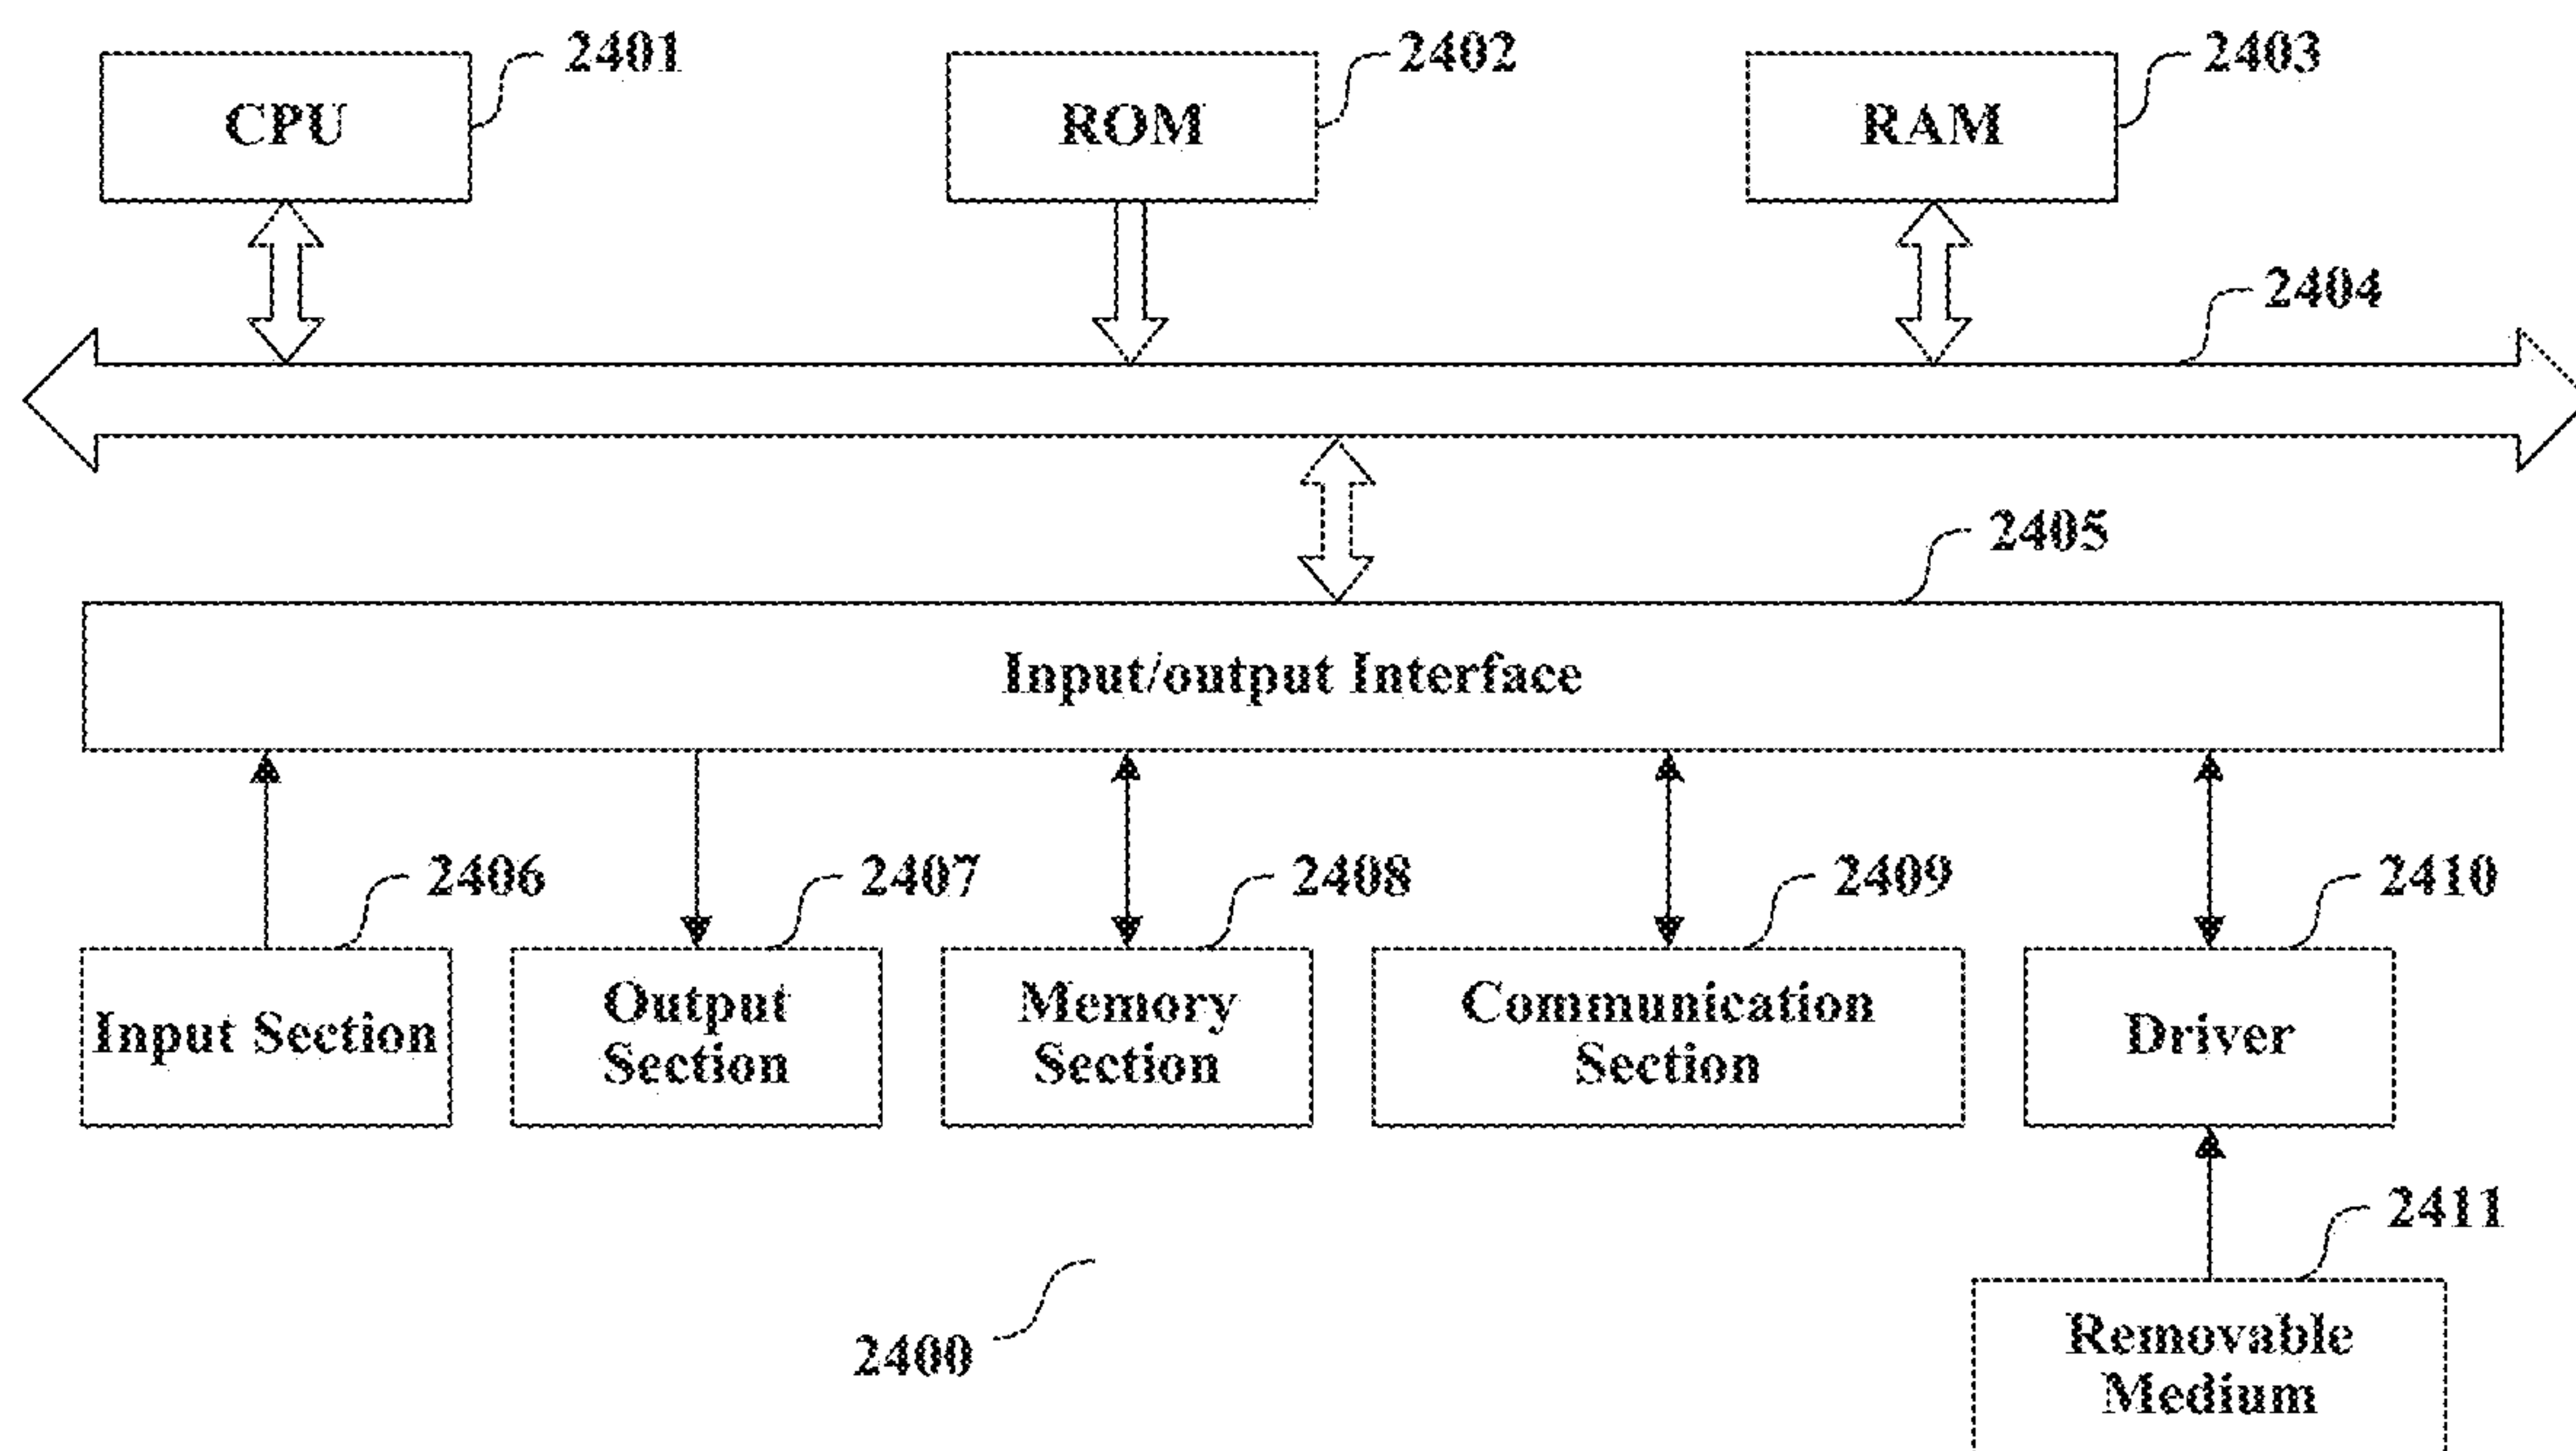 2401
2402
2403
CPU
ROM
RAM
2404
2405
Input/output Interface
2406
2407
2408
2409
2410
Input Section
Output
Section
Memory
Section
Communication
Section
Driver
2411
2400
Removable
Medium